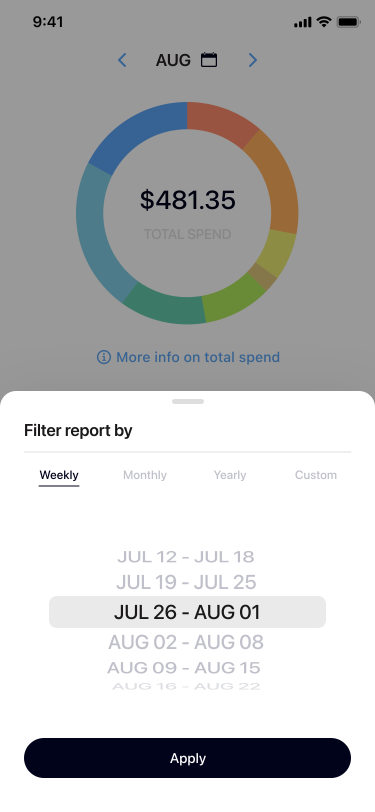 9:41
AUG
$481.35
TOTAL SPEND
More info on total spend
Filter report by
Weekly Monthly Yearly Custom
JUL 12 - JUL 18
JUL 19 - JUL 25
JUL 26 - AUG 01
AUG 02 - AUG 08
AUG 09 - AUG 15
AUG 16 - AUG 22
Apply